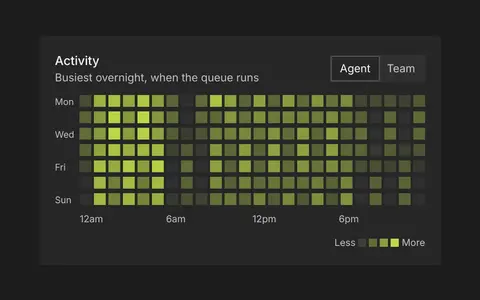 Activity
Busiest overnight, when the queue runs
Agent Team
Mon
Wed
Fri
Sun
12am 6am 12pm 6pm
Less More